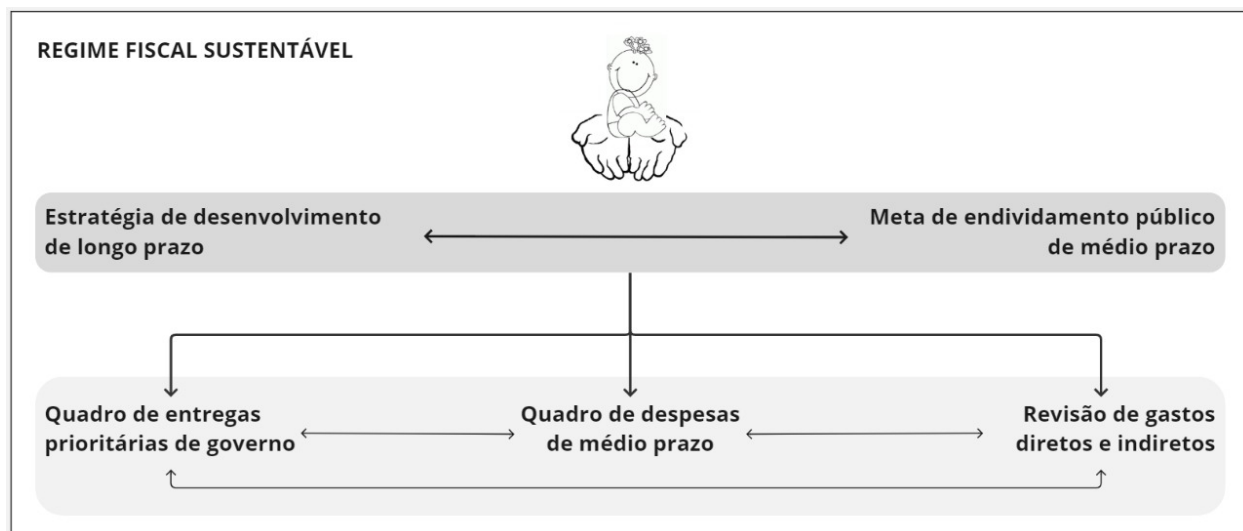 REGIME FISCAL SUSTENTÁVEL
Estratégia de desenvolvimento
de longo prazo
Meta de endividamento público
de médio prazo
Quadro de entregas
prioritárias de governo
Quadro de despesas
de médio prazo
Revisão de gastos
diretos e indiretos